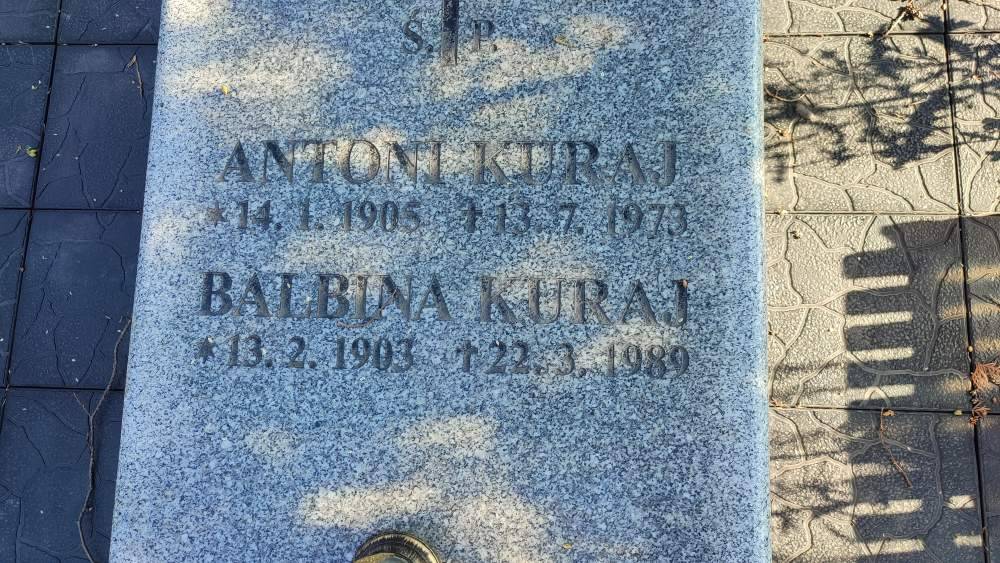 Ś. P.
ANTONI KURAJ
★14. 1. 1905 ✝13. 7. 1973
BALBINA KURAJ
★13. 2. 1903 ✝22. 3. 1989